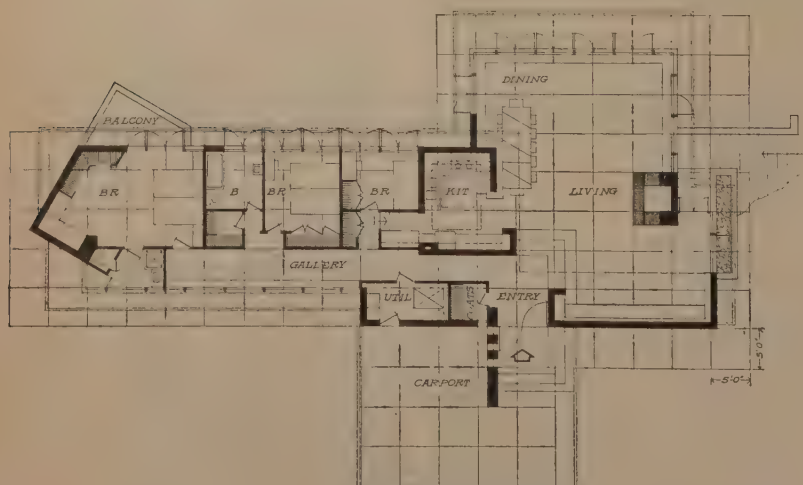 DINING
BALCONY
BR
B
BR
BR
KIT
LIVING
GALLERY
UTIL
ENTRY
CARPORT
5'0"
5'0"